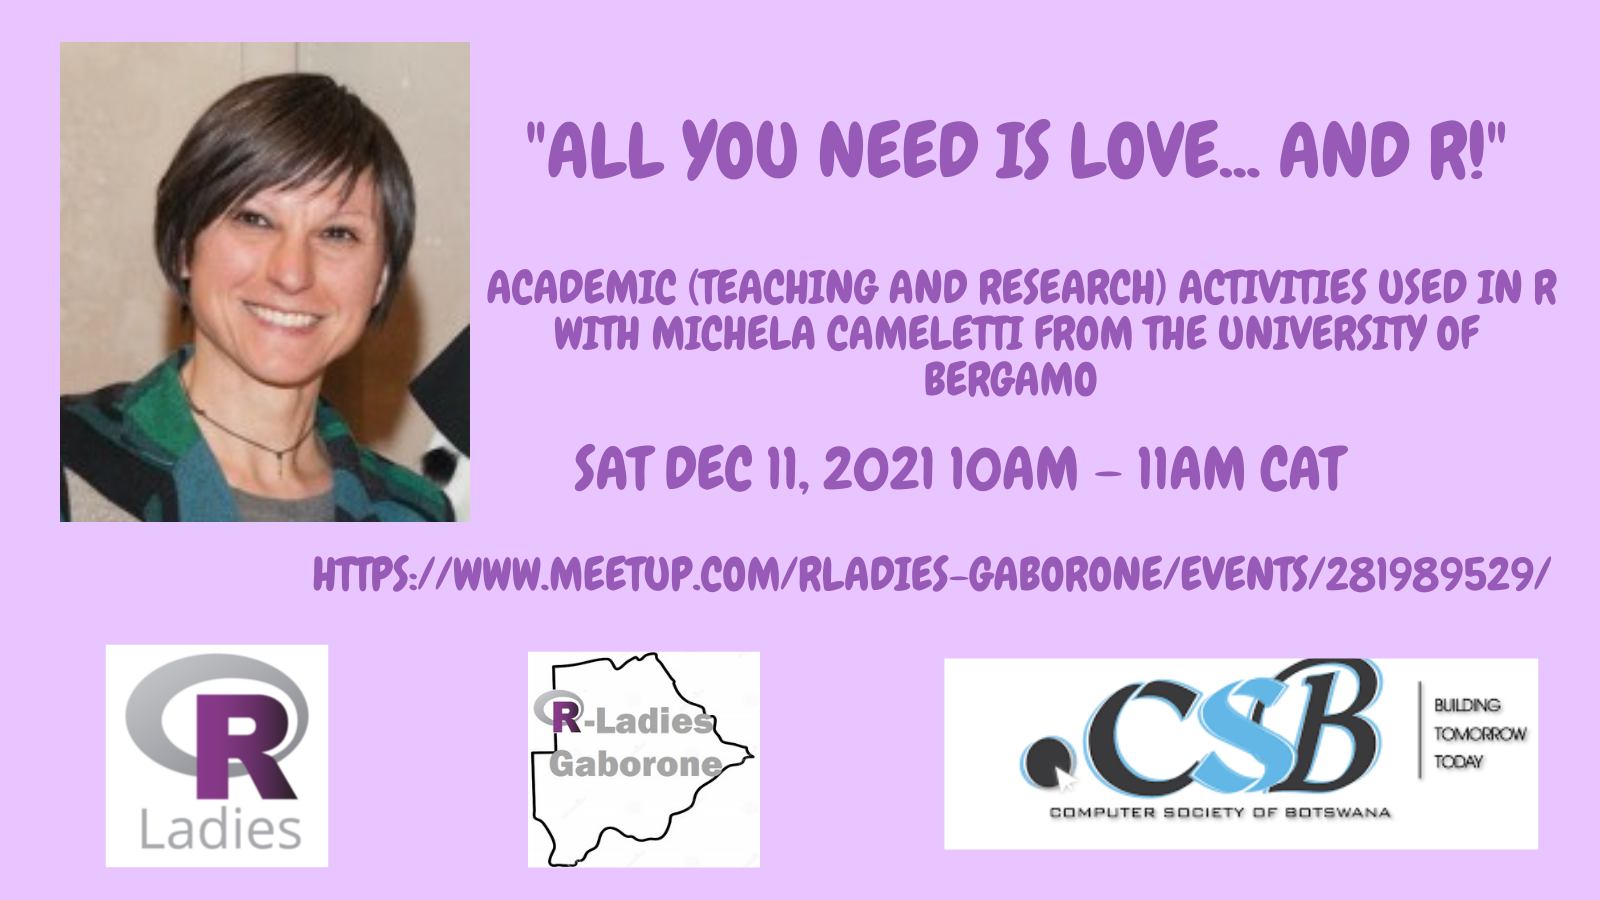 "ALL YOU NEED IS LOVE... AND R!"
ACADEMIC (TEACHING AND RESEARCH) ACTIVITIES USED IN R
WITH MICHELA CAMELETTI FROM THE UNIVERSITY OF
BERGAMO
SAT DEC 11, 2021 10AM - 11AM CAT
HTTPS://WWW.MEETUP.COM/RLADIES-GABORONE/EVENTS/281989529/
R
Ladies
R-Ladies
Gaborone
CSB
BUILDING
TOMORROW
TODAY
COMPUTER SOCIETY OF BOTSWANA